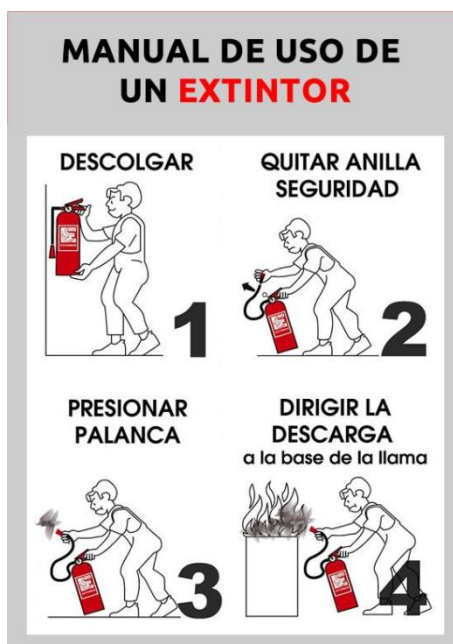 MANUAL DE USO DE
UN EXTINTOR
DESCOLGAR
1
QUITAR ANILLA
SEGURIDAD
2
PRESIONAR
PALANCA
3
DIRIGIR LA
DESCARGA
a la base de la llama
4